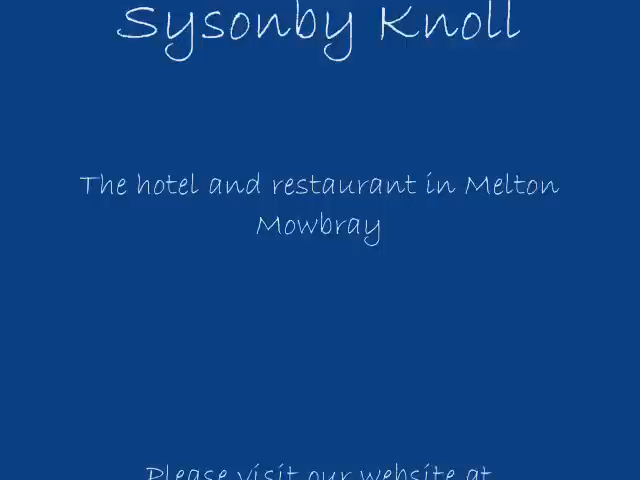 Sysonby Knoll
The hotel and restaurant in Melton
Mowbray
Please visit our website at